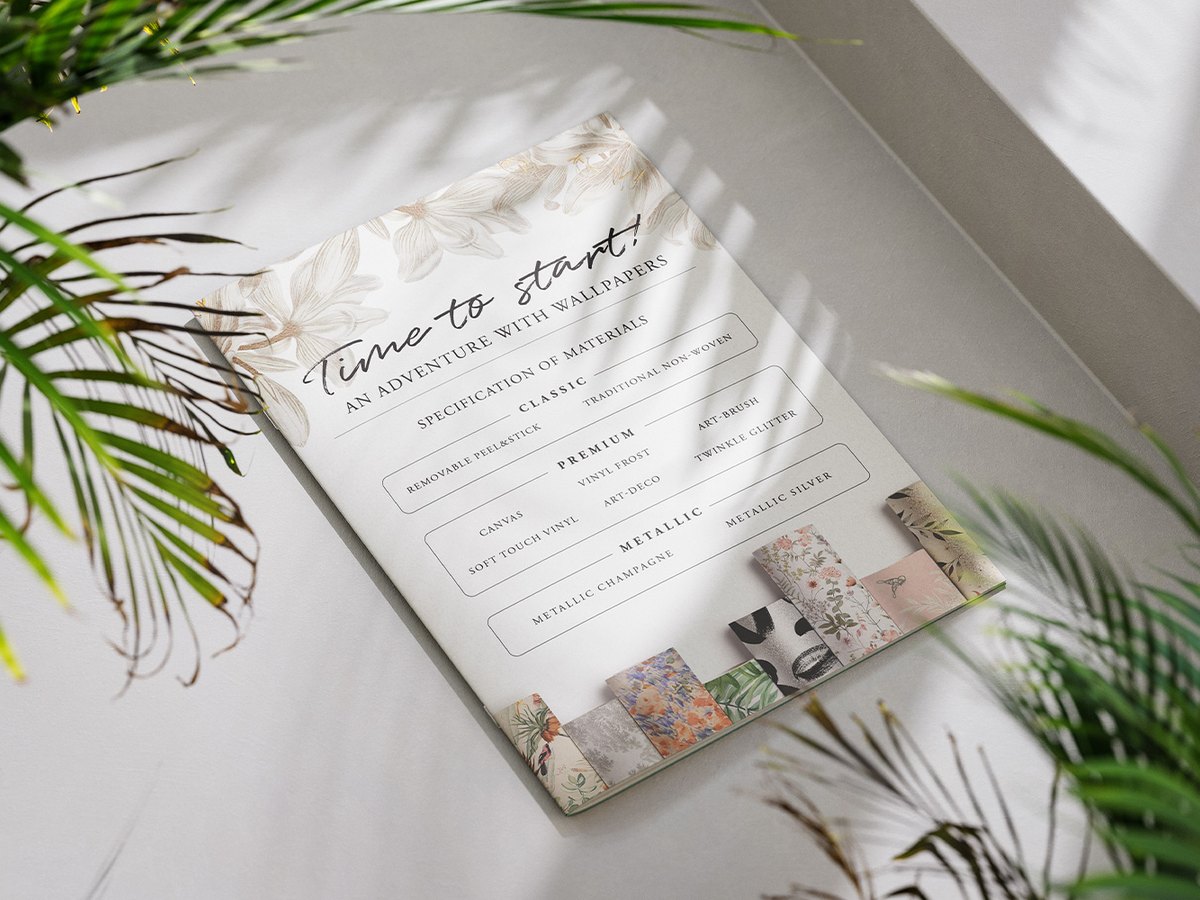 Time to start!
AN ADVENTURE WITH WALLPAPERS
SPECIFICATION OF MATERIALS
CLASSIC
REMOVABLE PEEL&STICK TRADITIONAL NON-WOVEN
PREMIUM
CANVAS VINYL FROST ART-BRUSH
SOFT TOUCH VINYL ART-DECO TWINKLE GLITTER
METALLIC
METALLIC CHAMPAGNE METALLIC SILVER